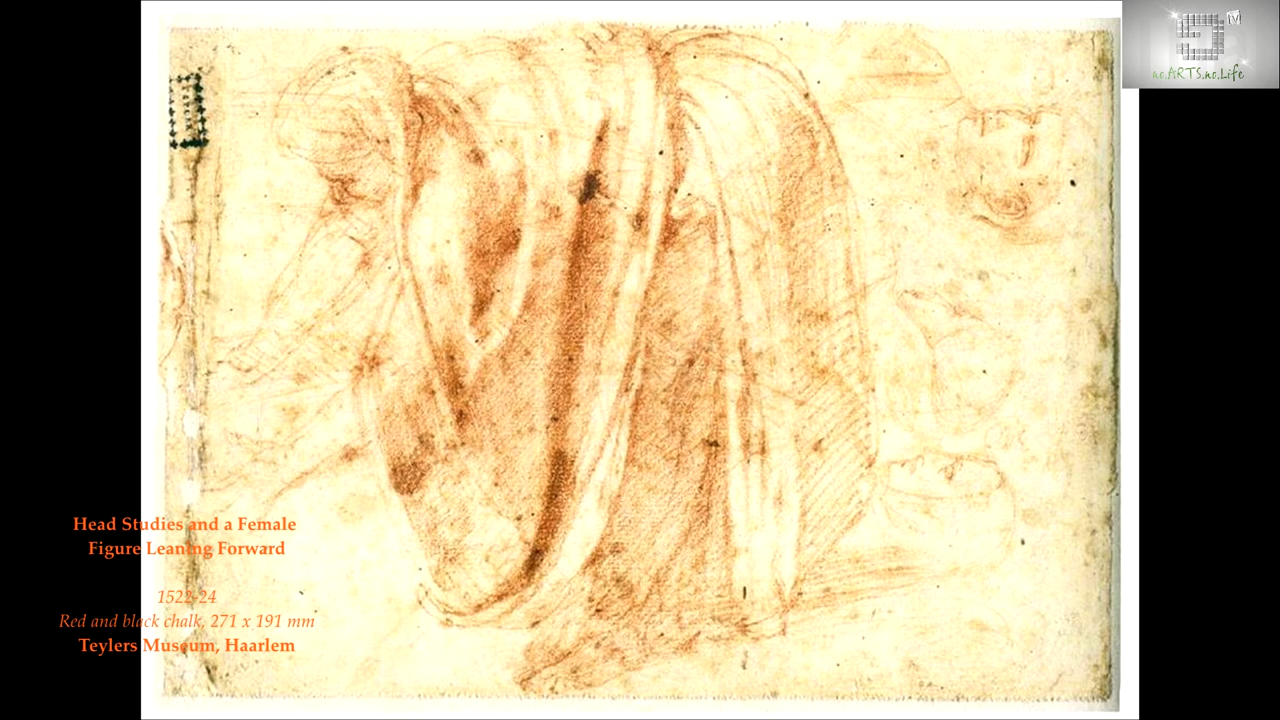 no.ARTS.no.Life
Head Studies and a Female
Figure Leaning Forward
1522-24
Red and black chalk, 271 x 191 mm
Teylers Museum, Haarlem